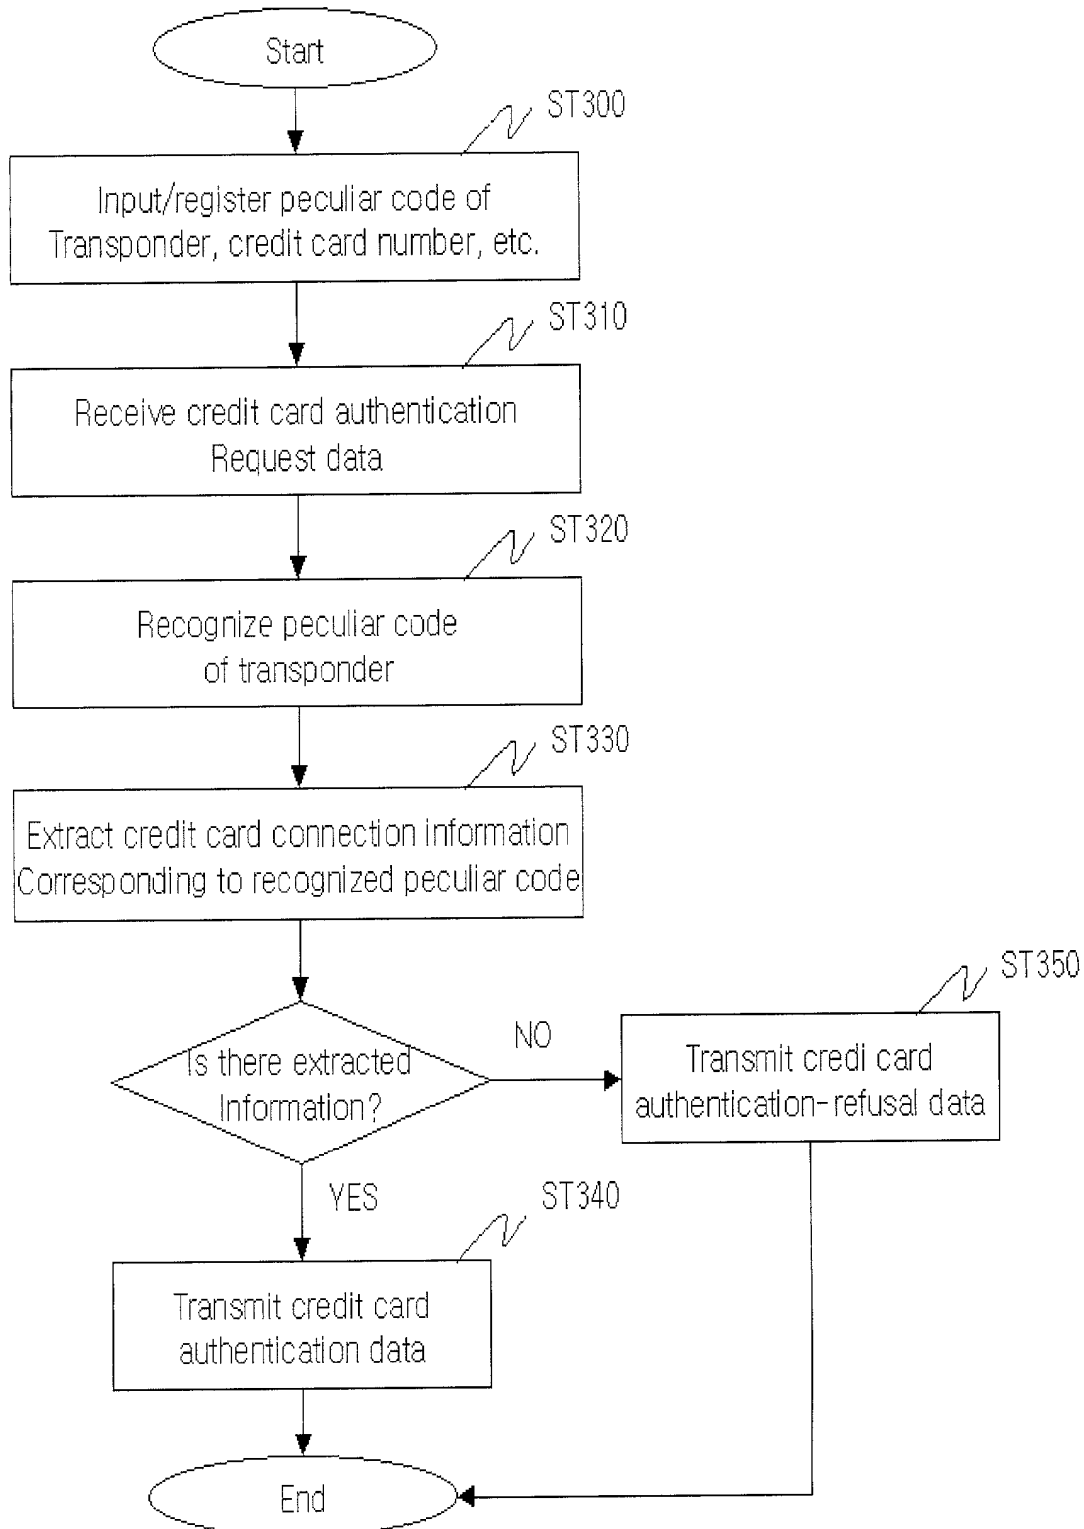 Start
ST300
Input/register peculiar code of
Transponder, credit card number, etc.
ST310
Receive credit card authentication
Request data
ST320
Recognize peculiar code
of transponder
ST330
Extract credit card connection information
Corresponding to recognized peculiar code
ST350
Is there extracted
Information?
NO
Transmit credi card
authentication-refusal data
YES
ST340
Transmit credit card
authentication data
End